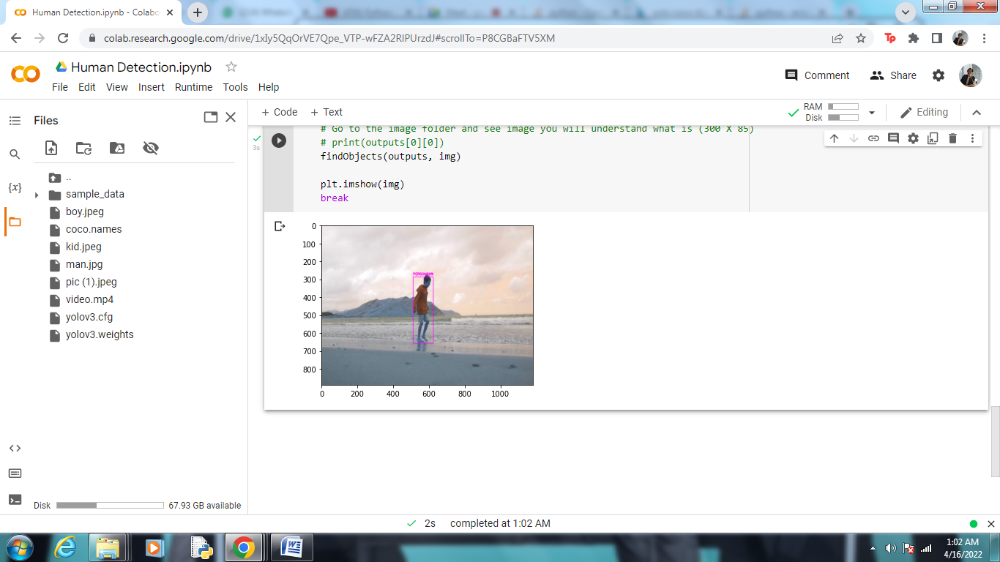 Human Detection.ipynb - Colabo
colab.research.google.com/drive/1xIy5QqOrVE7Qpe_VTP-wFZA2RlPUrzdJ#scrollTo=P8CGBaFTV5XM
Human Detection.ipynb
Comment
Share
File Edit View Insert Runtime Tools Help
Files
+ Code + Text
RAM
Disk
Editing
# Go to the image folder and see image you will understand what is (300 X 85)
3s
# print(outputs[0][0])
findObjects(outputs, img)
plt.imshow(img)
break
{x}
..
sample_data
boy.jpeg
coco.names
kid.jpeg
man.jpg
pic (1).jpeg
video.mp4
yolov3.cfg
yolov3.weights
0
100
200
300
400
500
600
700
800
0 200 400 600 800 1000
Disk 67.93 GB available
2s completed at 1:02 AM
1:02 AM
4/16/2022